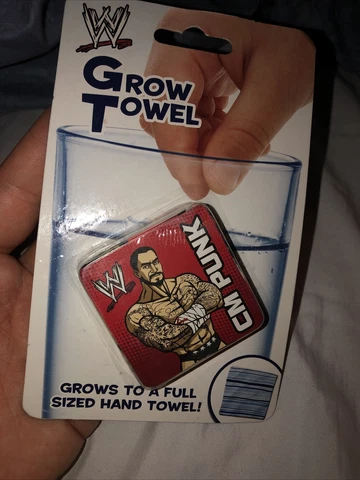 W
GROW
TOWEL
W
CM PUNK
GROWS TO A FULL
SIZED HAND TOWEL!